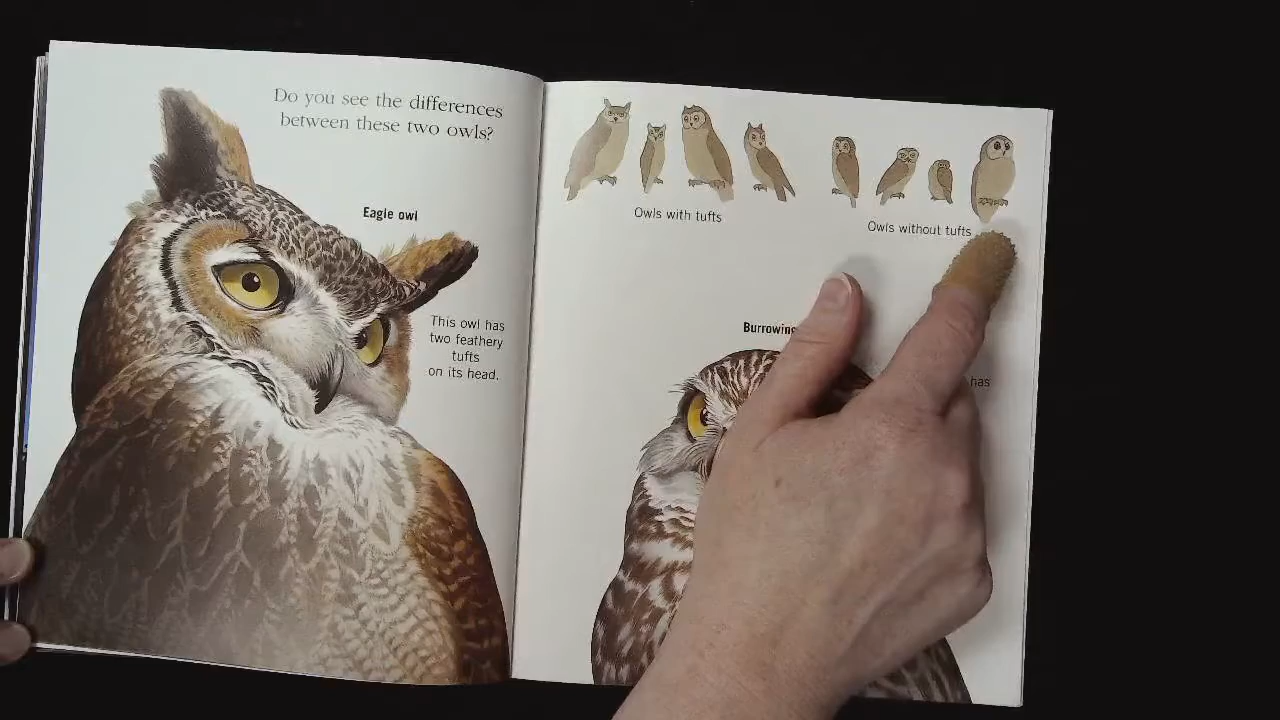 Do you see the differences
between these two owls?
Eagle owl
This owl has
two feathery
tufts
on its head.
Owls with tufts
Owls without tufts
Burrowing
has